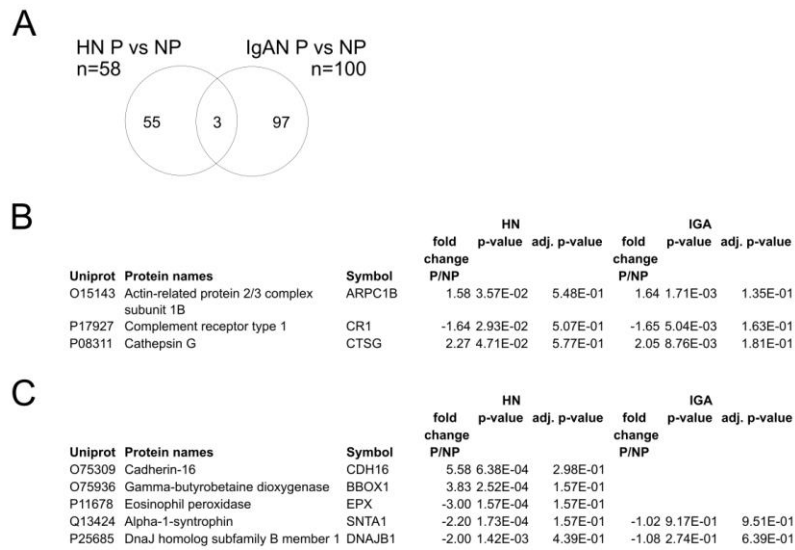 A
HN P vs NP IgAN P vs NP
n=58 n=100
55 3 97
B
HN IGA
fold p-value adj. p-value fold p-value adj. p-value
change change
Uniprot Protein names Symbol P/NP P/NP
O15143 Actin-related protein 2/3 complex ARPC1B 1.58 3.57E-02 5.48E-01 1.64 1.71E-03 1.35E-01
subunit 1B
P17927 Complement receptor type 1 CR1 -1.64 2.93E-02 5.07E-01 -1.65 5.04E-03 1.63E-01
P08311 Cathepsin G CTSG 2.27 4.71E-02 5.77E-01 2.05 8.76E-03 1.81E-01
C
HN IGA
fold p-value adj. p-value fold p-value adj. p-value
change change
Uniprot Protein names Symbol P/NP P/NP
O75309 Cadherin-16 CDH16 5.58 6.38E-04 2.98E-01
O75936 Gamma-butyrobetaine dioxygenase BBOX1 3.83 2.52E-04 1.57E-01
P11678 Eosinophil peroxidase EPX -3.00 1.57E-04 1.57E-01
Q13424 Alpha-1-syntrophin SNTA1 -2.20 1.73E-04 1.57E-01 -1.02 9.17E-01 9.51E-01
P25685 DnaJ homolog subfamily B member 1 DNAJB1 -2.00 1.42E-03 4.39E-01 -1.08 2.74E-01 6.39E-01